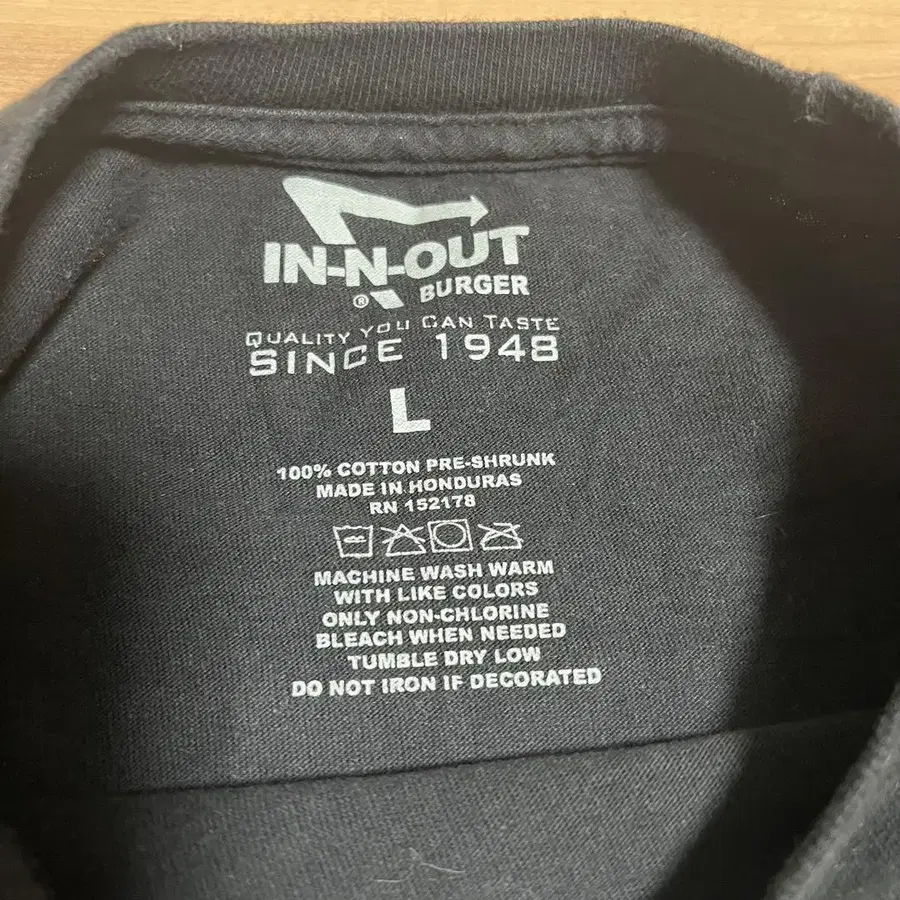 IN-N-OUT
® BURGER
QUALITY YOU CAN TASTE
SINCE 1948
L
100% COTTON PRE-SHRUNK
MADE IN HONDURAS
RN 152178
MACHINE WASH WARM
WITH LIKE COLORS
ONLY NON-CHLORINE
BLEACH WHEN NEEDED
TUMBLE DRY LOW
DO NOT IRON IF DECORATED